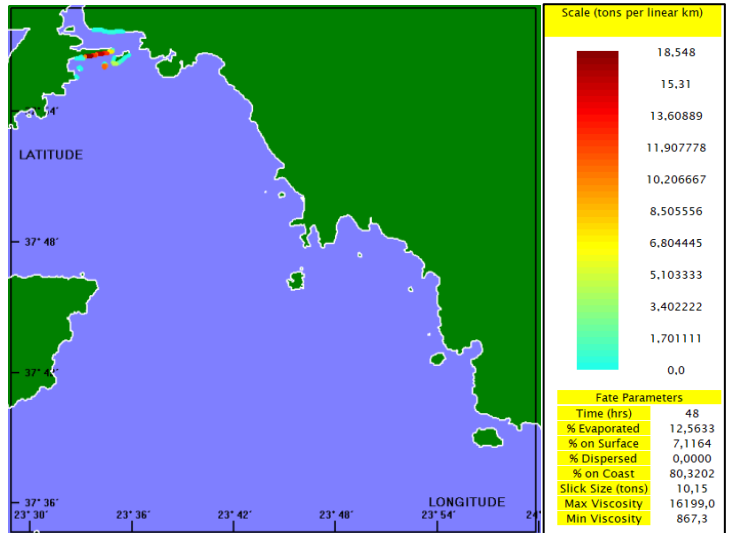 Scale (tons per linear km)
18,548
15,31
13,60889
11,907778
10,206667
8,505556
6,804445
5,103333
3,402222
1,701111
0,0
LATITUDE
37° 48′
37° 36′
LONGITUDE
23° 30′ 23° 36′ 23° 42′ 23° 48′ 23° 54′ 24°
Fate Parameters
Time (hrs) 48
% Evaporated 12,5633
% on Surface 7,1164
% Dispersed 0,0000
% on Coast 80,3202
Slick Size (tons) 10,15
Max Viscosity 16199,0
Min Viscosity 867,3